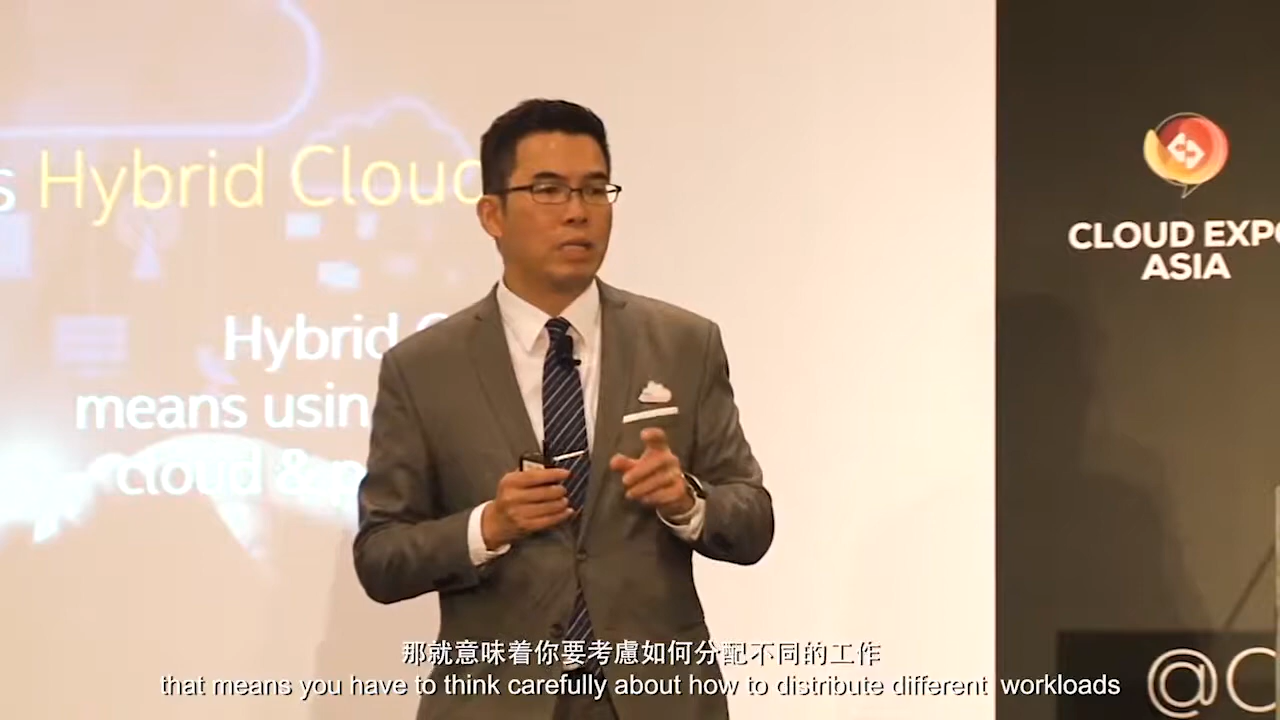 s Hybrid Cloud
Hybrid
means usin
cloud &
CLOUD EXPO
ASIA
@C
那就意味着你要考慮如何分配不同的工作
that means you have to think carefully about how to distribute different workloads